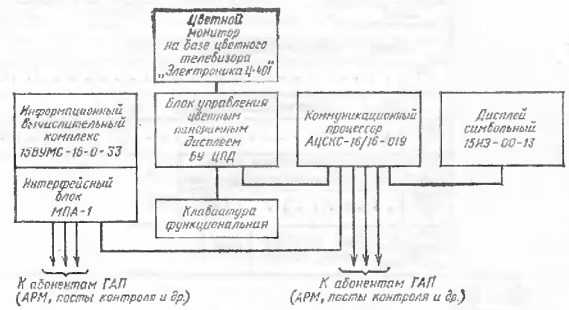 Цветной
монитор
на базе цветного
телевизора
„Электроника Ц-401"
Информационный
вычислительный
комплекс
15ВУМС-16-0-33
Блок управления
цветным
панорамным
дисплеем
БУ ЦПД
Коммуникационный
процессор
АЦСКС-16/16-019
Дисплей
символьный
15ИЭ-00-13
Интерфейсный
блок
МПА-1
Клавиатура
функциональная
К абонентам ГАП
(АРМ, посты контроля и др.)
К абонентам ГАП
(АРМ, посты контроля и др.)